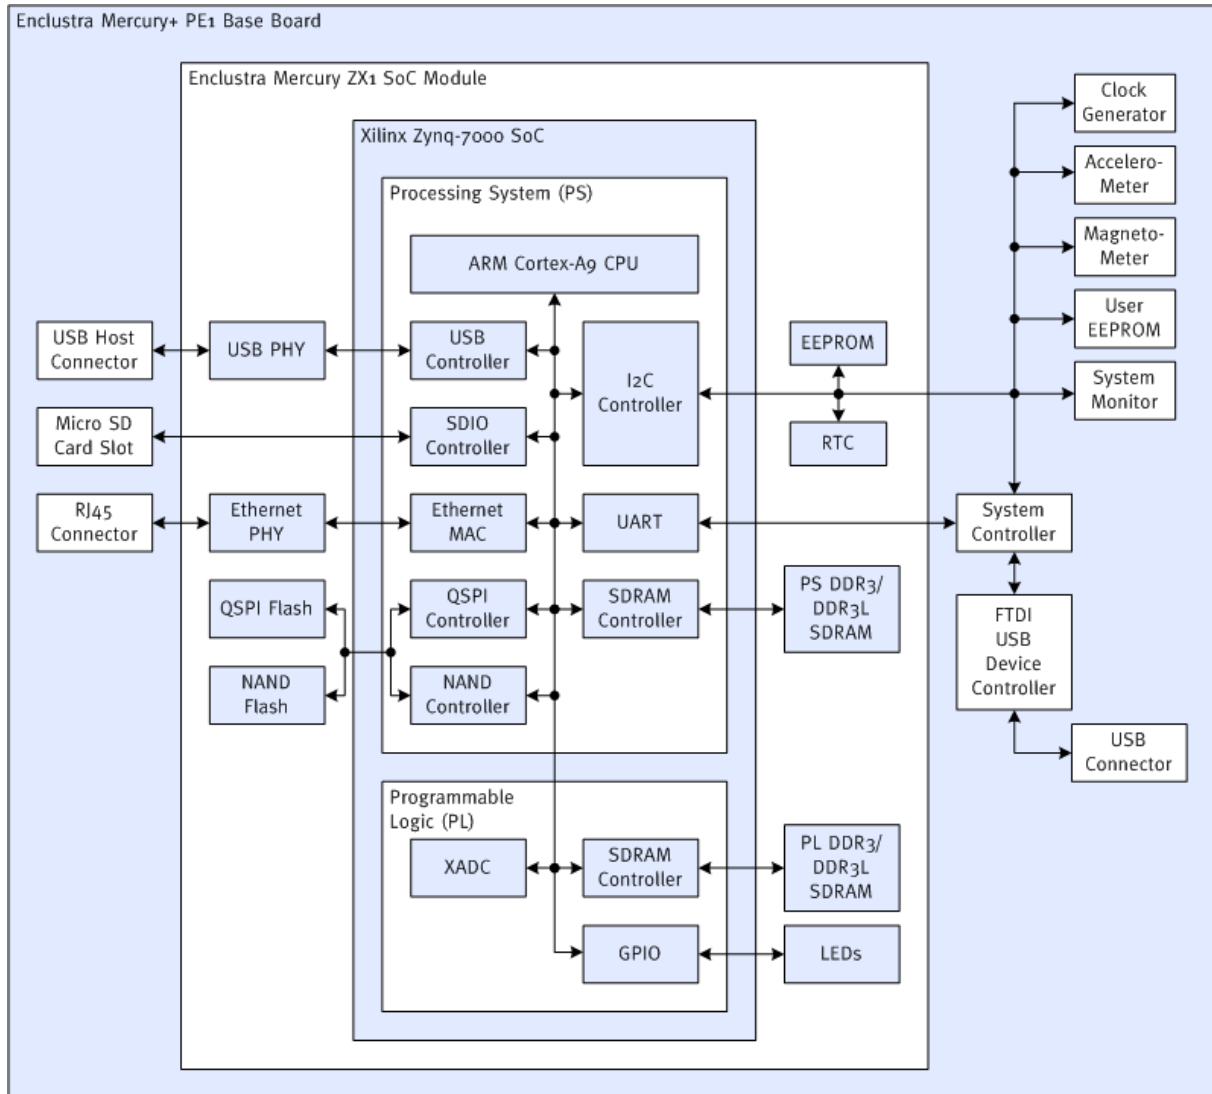 Enclustra Mercury+ PE1 Base Board
Enclustra Mercury ZX1 SoC Module
Xilinx Zynq-7000 SoC
Processing System (PS)
ARM Cortex-A9 CPU
USB Host
Connector
USB PHY
USB
Controller
I2C
Controller
EEPROM
RTC
Micro SD
Card Slot
SDIO
Controller
RJ45
Connector
Ethernet
PHY
Ethernet
MAC
UART
QSPI Flash
QSPI
Controller
SDRAM
Controller
PS DDR3/
DDR3L
SDRAM
NAND
Flash
NAND
Controller
Programmable
Logic (PL)
XADC
SDRAM
Controller
PL DDR3/
DDR3L
SDRAM
GPIO
LEDs
Clock
Generator
Accelero-
Meter
Magneto-
Meter
User
EEPROM
System
Monitor
System
Controller
FTDI
USB
Device
Controller
USB
Connector